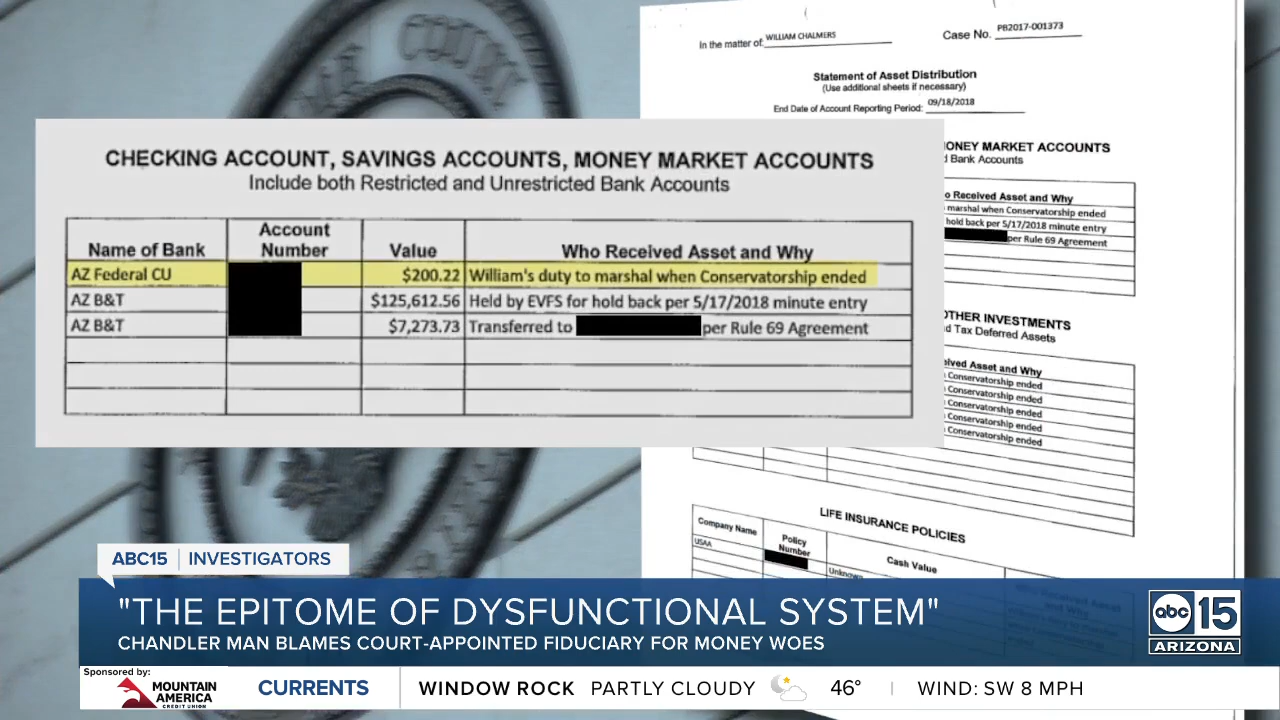 In the matter of: WILLIAM CHALMERS
Case No. PB2017-001373
Statement of Asset Distribution
(Use additional sheets if necessary)
End Date of Account Reporting Period: 09/18/2018
CHECKING ACCOUNT, SAVINGS ACCOUNTS, MONEY MARKET ACCOUNTS
Include both Restricted and Unrestricted Bank Accounts
Name of Bank Account Number Value Who Received Asset and Why
AZ Federal CU $200.22 William's duty to marshal when Conservatorship ended
AZ B&T $125,612.56 Held by EVFS for hold back per 5/17/2018 minute entry
AZ B&T $7,273.73 Transferred to per Rule 69 Agreement
MONEY MARKET ACCOUNTS
Bank Accounts
Received Asset and Why
marshal when Conservatorship ended
hold back per 5/17/2018 minute entry
per Rule 69 Agreement
OTHER INVESTMENTS
Tax Deferred Assets
Asset and Why
Conservatorship ended
Conservatorship ended
Conservatorship ended
Conservatorship ended
Conservatorship ended
LIFE INSURANCE POLICIES
Company Name Policy Number Cash Value
USAA Unknown
ABC15 | INVESTIGATORS
"THE EPITOME OF DYSFUNCTIONAL SYSTEM"
CHANDLER MAN BLAMES COURT-APPOINTED FIDUCIARY FOR MONEY WOES
abc 15
ARIZONA
Sponsored by:
MOUNTAIN
AMERICA
CREDIT UNION
CURRENTS
WINDOW ROCK PARTLY CLOUDY 46° | WIND: SW 8 MPH